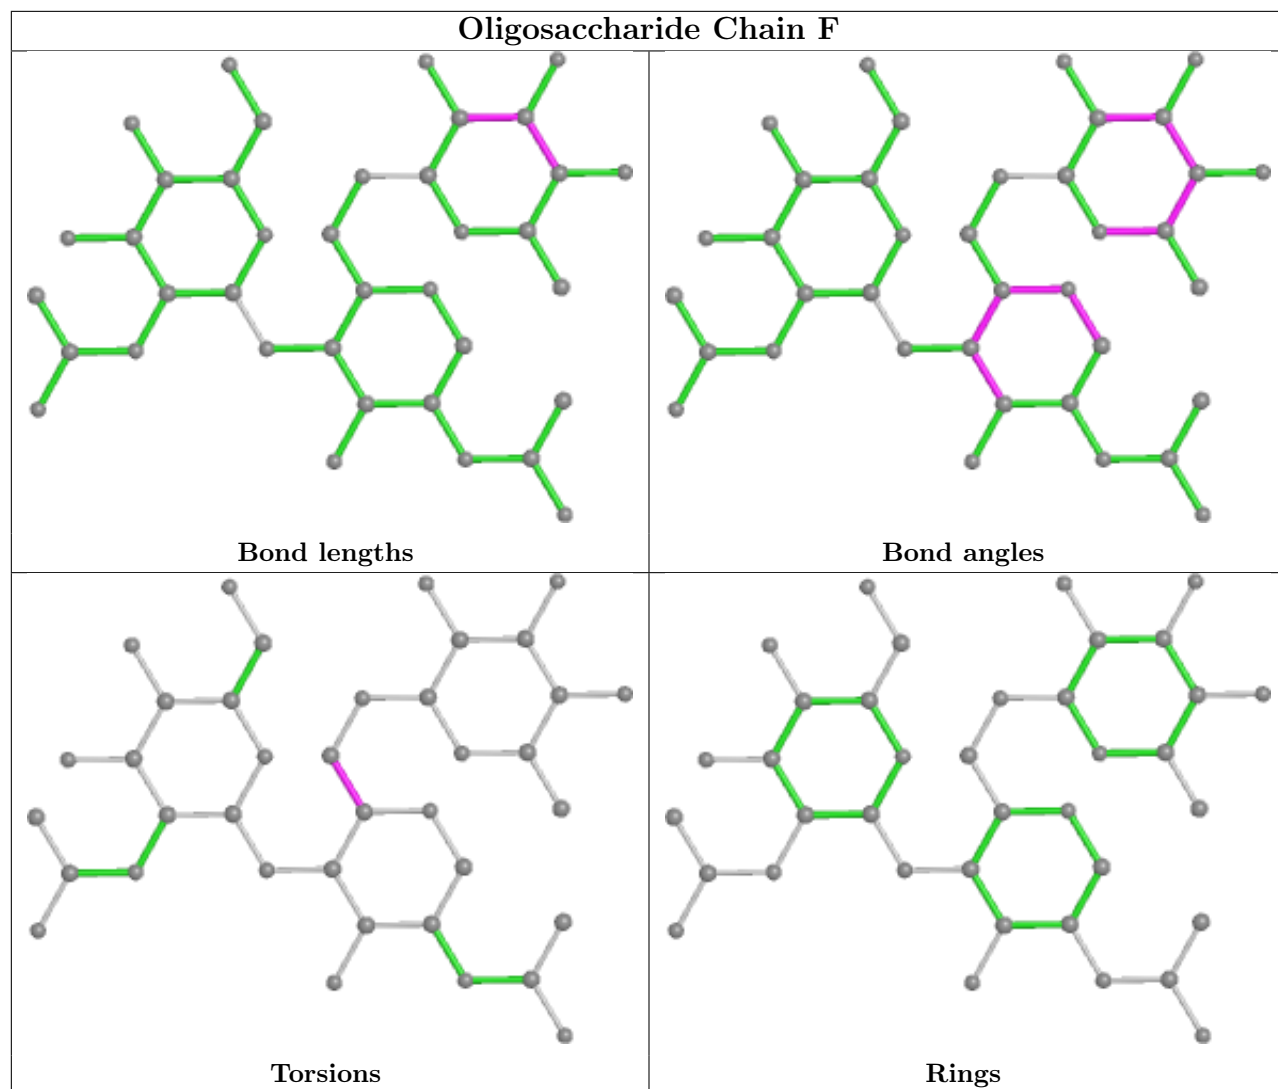 Oligosaccharide Chain F
Bond lengths
Bond angles
Torsions
Rings